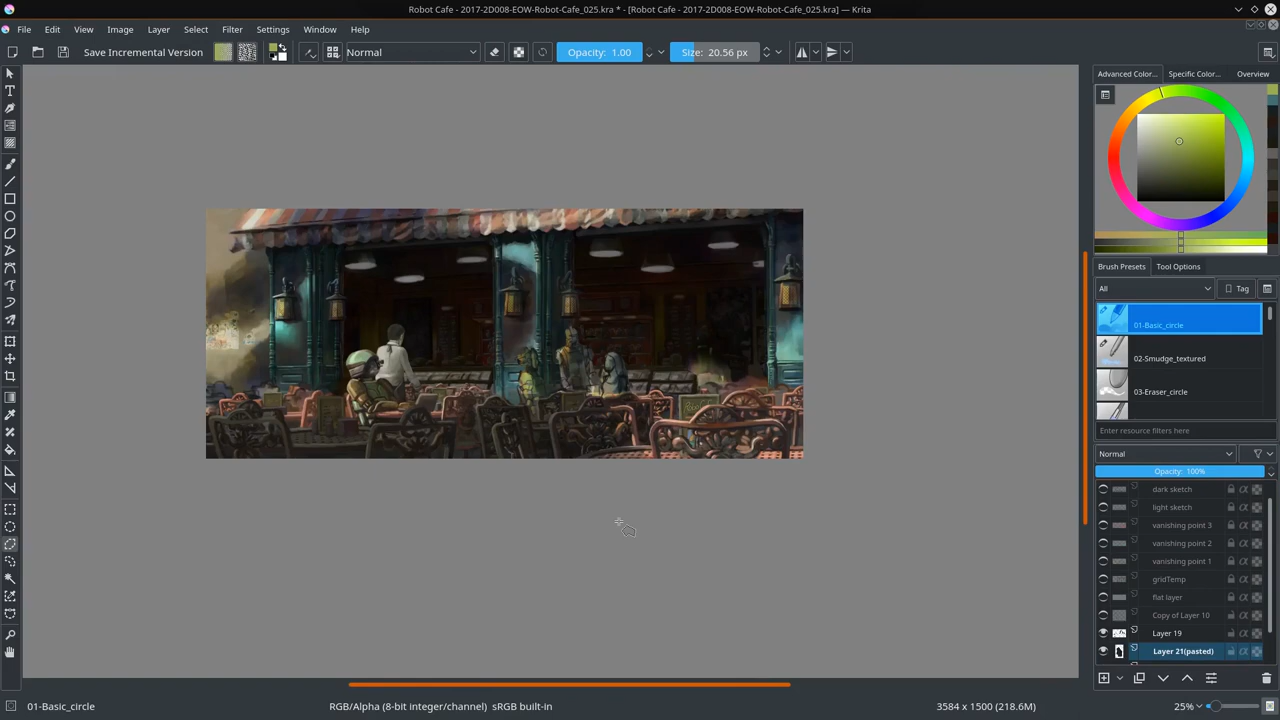 Robot Cafe - 2017-2D008-EOW-Robot-Cafe_025.kra * - [Robot Cafe - 2017-2D008-EOW-Robot-Cafe_025.kra] — Krita
File Edit View Image Layer Select Filter Settings Window Help
Save Incremental Version Normal Opacity: 1.00 Size: 20.56 px
Advanced Color... Specific Color... Overview
Brush Presets Tool Options
All Tag
01-Basic_circle
02-Smudge_textured
03-Eraser_circle
Enter resource filters here
Normal
Opacity: 100%
dark sketch
light sketch
vanishing point 3
vanishing point 2
vanishing point 1
gridTemp
flat layer
Copy of Layer 10
Layer 19
Layer 21(pasted)
01-Basic_circle RGB/Alpha (8-bit integer/channel) sRGB built-in 3584 x 1500 (218.6M) 25%